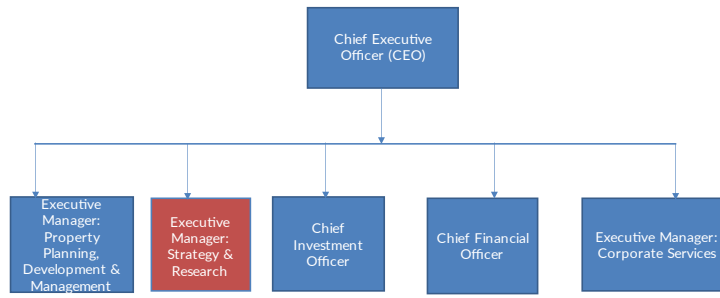 Chief Executive
Officer (CEO)
Executive
Manager:
Property
Planning,
Development &
Management
Executive
Manager:
Strategy &
Research
Chief
Investment
Officer
Chief Financial
Officer
Executive Manager:
Corporate Services